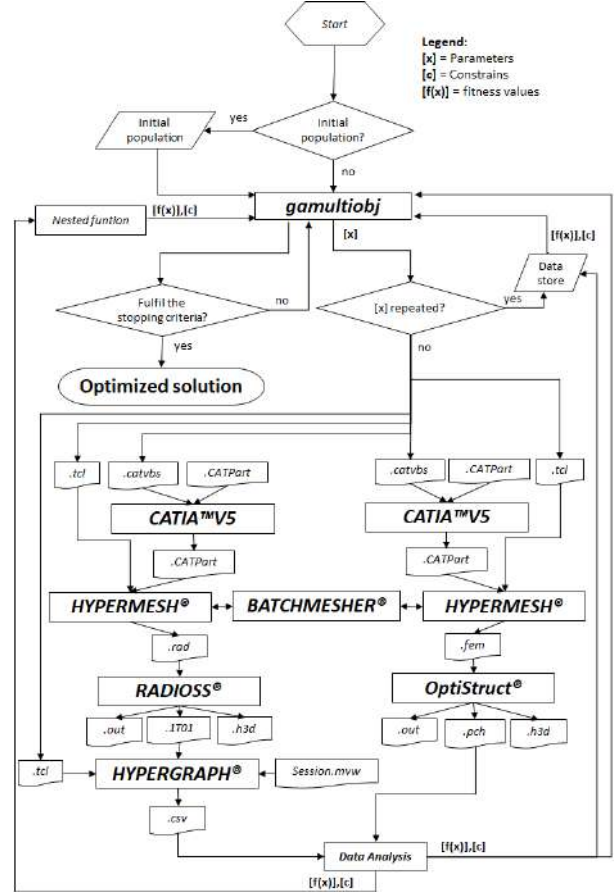 Start
Legend:
[x] = Parameters
[c] = Constrains
[f(x)] = fitness values
Initial
population
yes
Initial
population?
no
gamultiobj
Nested funtion
[f(x)],[c]
[x]
[f(x)],[c]
Data
store
Fulfil the
stopping criteria?
no
[x] repeated?
yes
yes
no
Optimized solution
.tcl
.catvbs
.CATPart
.catvbs
.CATPart
.tcl
CATIA™V5
CATIA™V5
.CATPart
.CATPart
HYPERMESH®
BATCHMESHER®
HYPERMESH®
.rad
.fem
RADIOSS®
OptiStruct®
.out
.1T01
.h3d
.out
.pch
.h3d
.tcl
HYPERGRAPH®
Session.mvw
.csv
Data Analysis
[f(x)],[c]
[f(x)],[c]